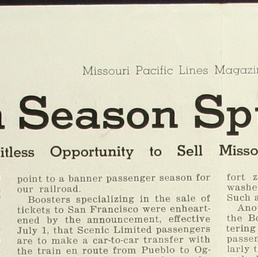 Missouri Pacific Lines Magazin
n Season Sp
itless Opportunity to Sell Misso
point to a banner passenger season for
our railroad.
Boosters specializing in the sale of
tickets to San Francisco were enheart-
ened by the announcement, effective
July 1, that Scenic Limited passengers
are to make a car-to-car transfer with
the train en route from Pueblo to Og-
fort z
washe
Such a
Ano
the Bo
tering
passen
larly t